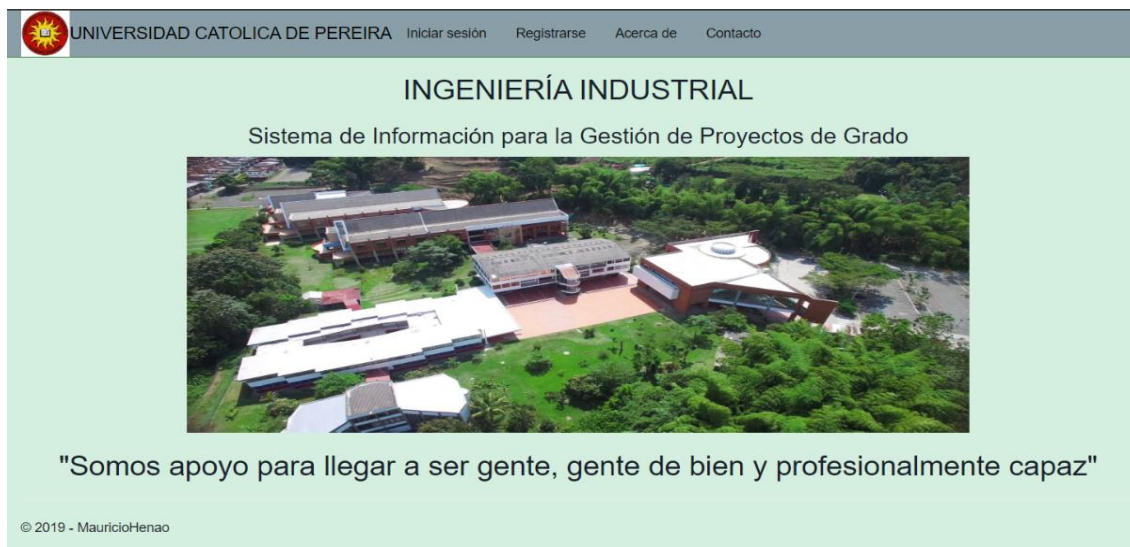 UNIVERSIDAD CATOLICA DE PEREIRA Iniciar sesión Registrarse Acerca de Contacto
INGENIERÍA INDUSTRIAL
Sistema de Información para la Gestión de Proyectos de Grado
"Somos apoyo para llegar a ser gente, gente de bien y profesionalmente capaz"
© 2019 - MauricioHenao